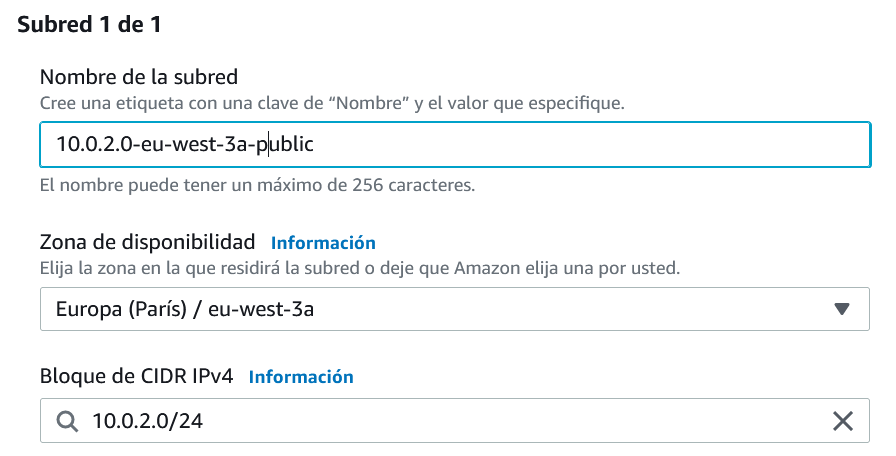 Subred 1 de 1
Nombre de la subred
Cree una etiqueta con una clave de “Nombre” y el valor que especifique.
10.0.2.0-eu-west-3a-public
El nombre puede tener un máximo de 256 caracteres.
Zona de disponibilidad Información
Elija la zona en la que residirá la subred o deje que Amazon elija una por usted.
Europa (París) / eu-west-3a
Bloque de CIDR IPv4 Información
10.0.2.0/24